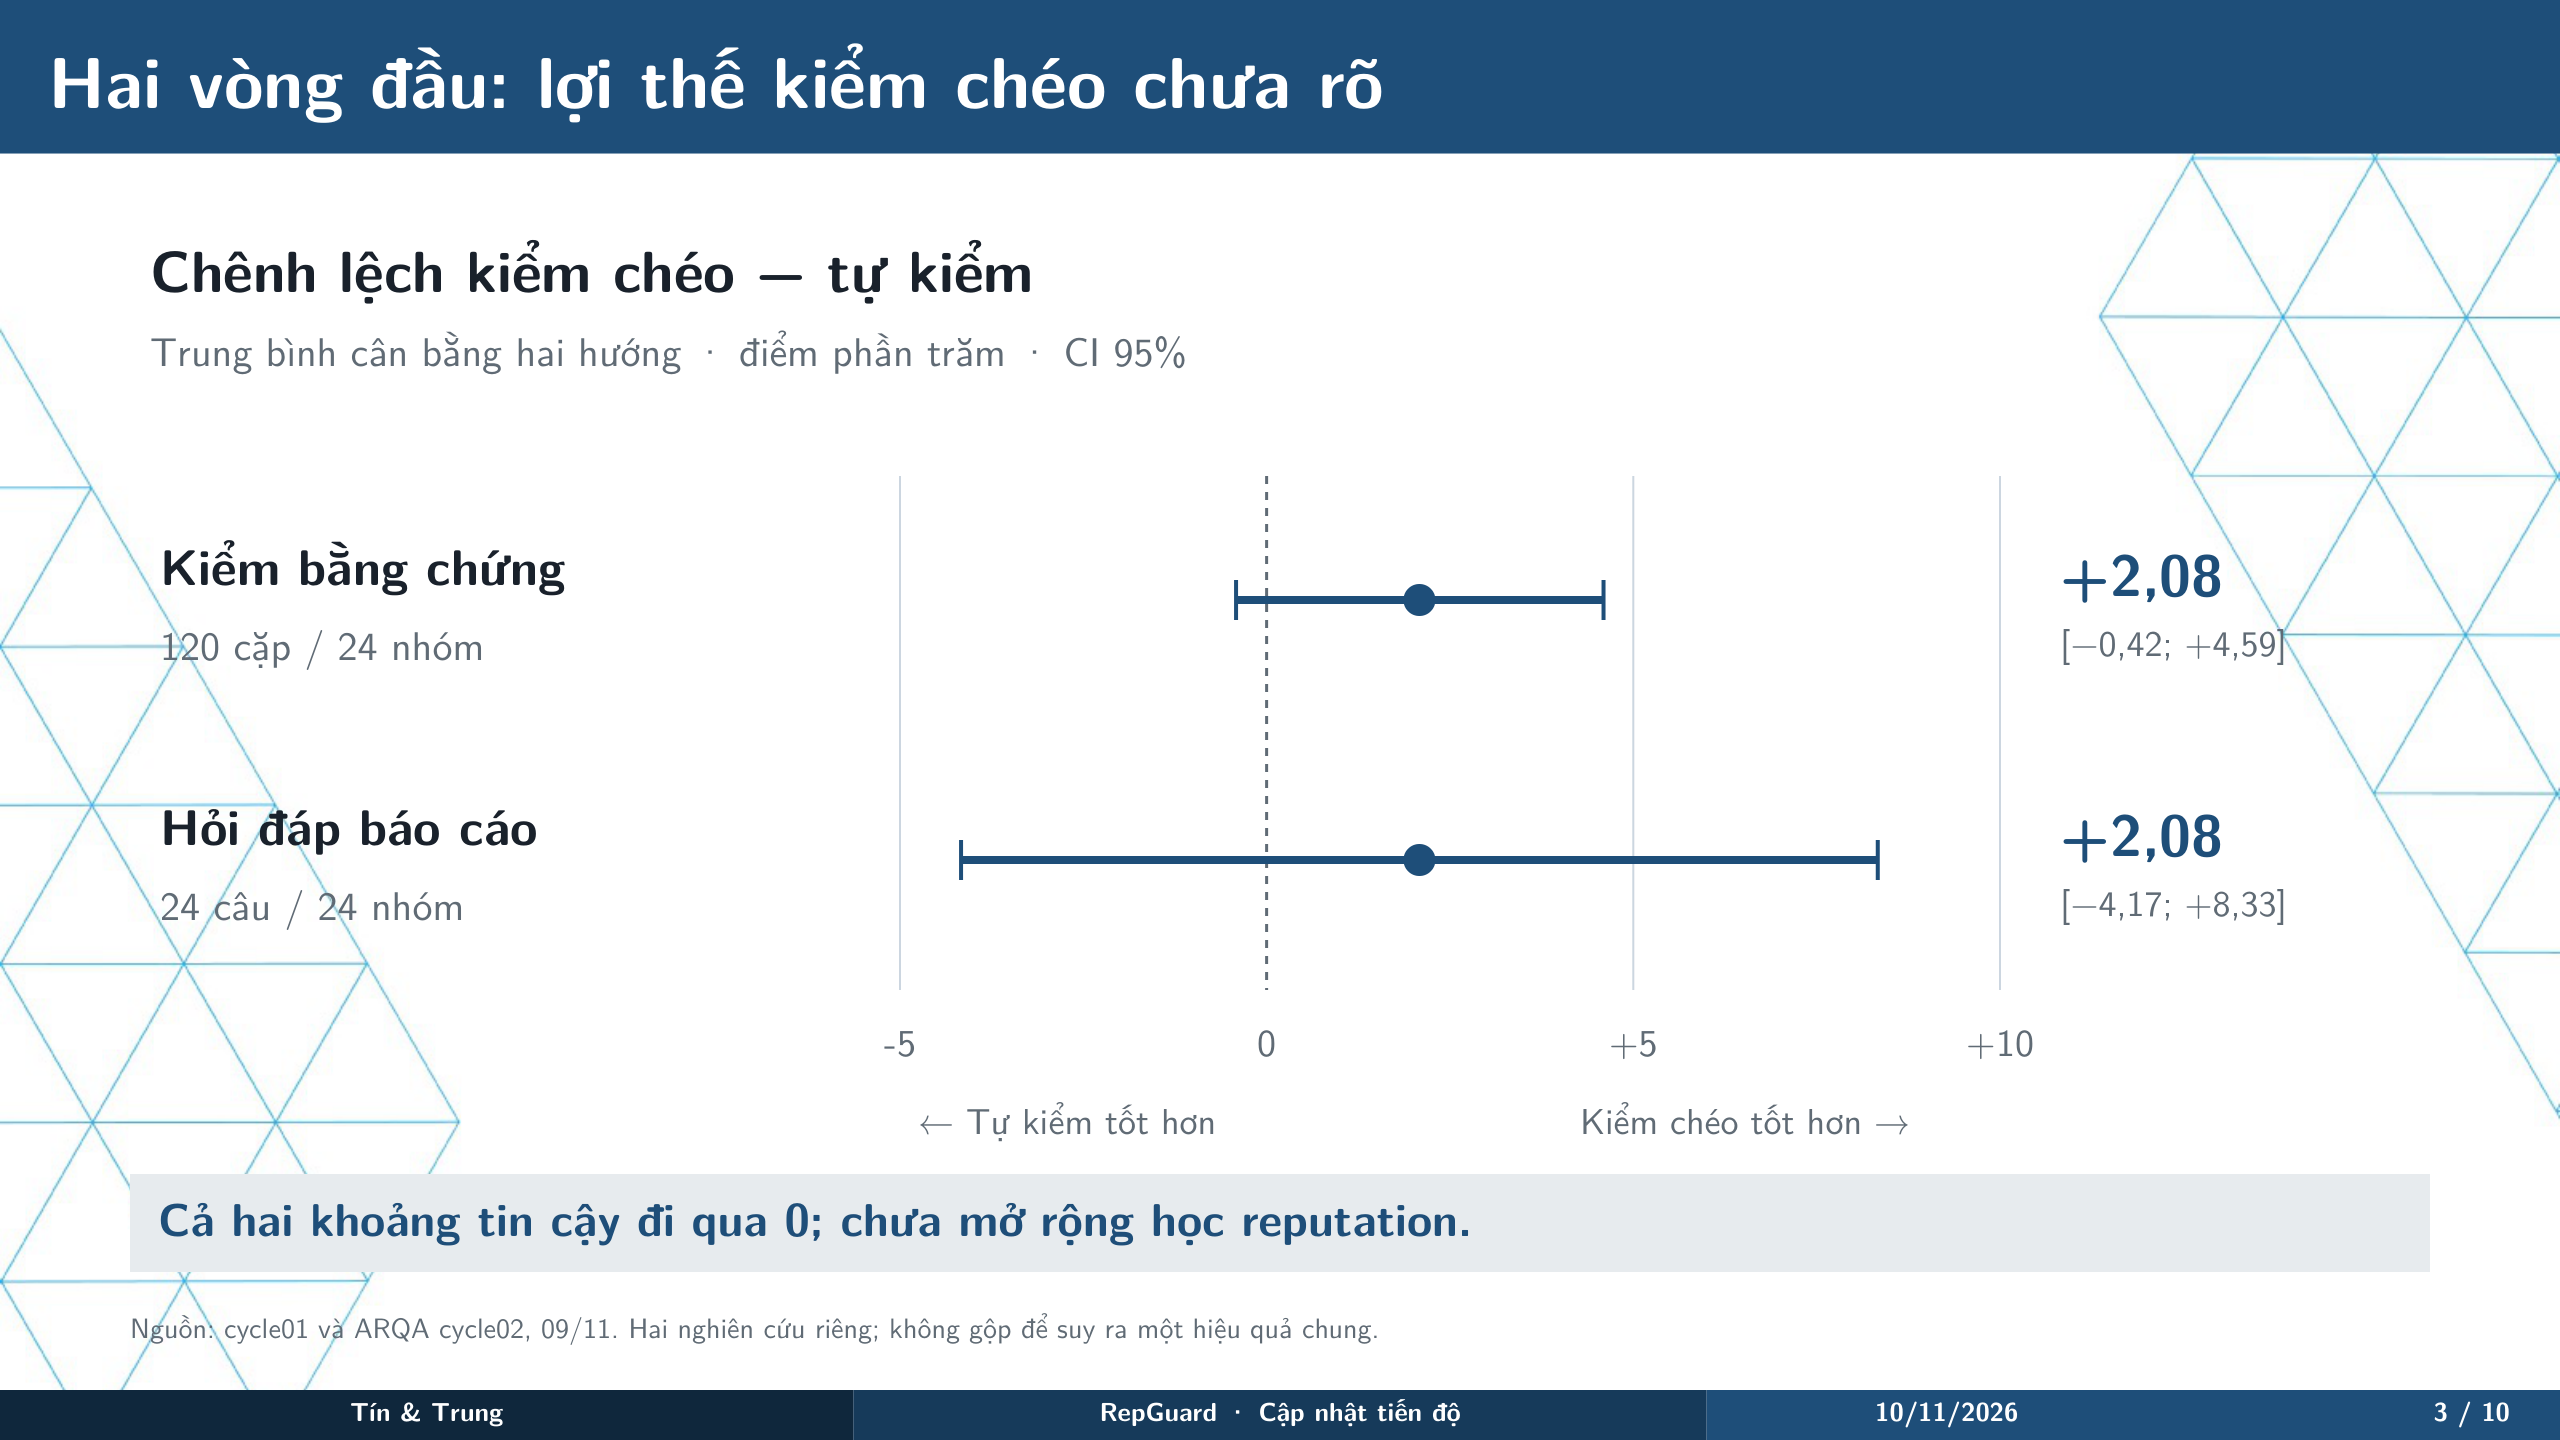 Hai vòng đầu: lợi thế kiểm chéo chưa rõ
Chênh lệch kiểm chéo — tự kiểm
Trung bình cân bằng hai hướng · điểm phần trăm · CI 95%
Kiểm bằng chứng
120 cặp / 24 nhóm
+2,08
[−0,42; +4,59]
Hỏi đáp báo cáo
24 câu / 24 nhóm
+2,08
[−4,17; +8,33]
-5 0 +5 +10
← Tự kiểm tốt hơn Kiểm chéo tốt hơn →
Cả hai khoảng tin cậy đi qua 0; chưa mở rộng học reputation.
Nguồn: cycle01 và ARQA cycle02, 09/11. Hai nghiên cứu riêng; không gộp để suy ra một hiệu quả chung.
Tín & Trung RepGuard · Cập nhật tiến độ 10/11/2026 3 / 10